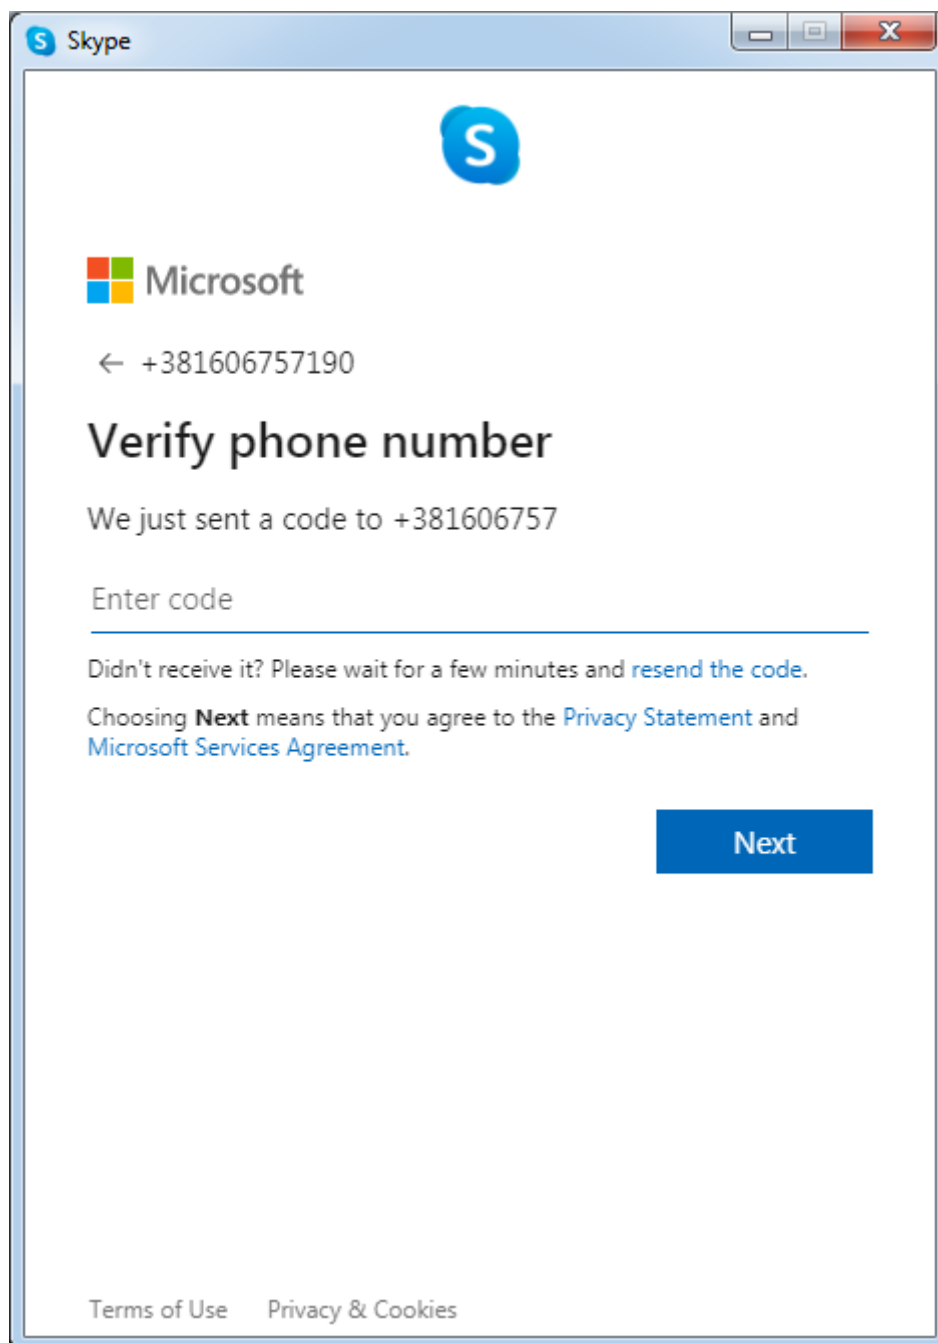 Skype
S
Microsoft
← +381606757190
Verify phone number
We just sent a code to +381606757
Enter code
Didn't receive it? Please wait for a few minutes and resend the code.
Choosing Next means that you agree to the Privacy Statement and
Microsoft Services Agreement.
Next
Terms of Use Privacy & Cookies